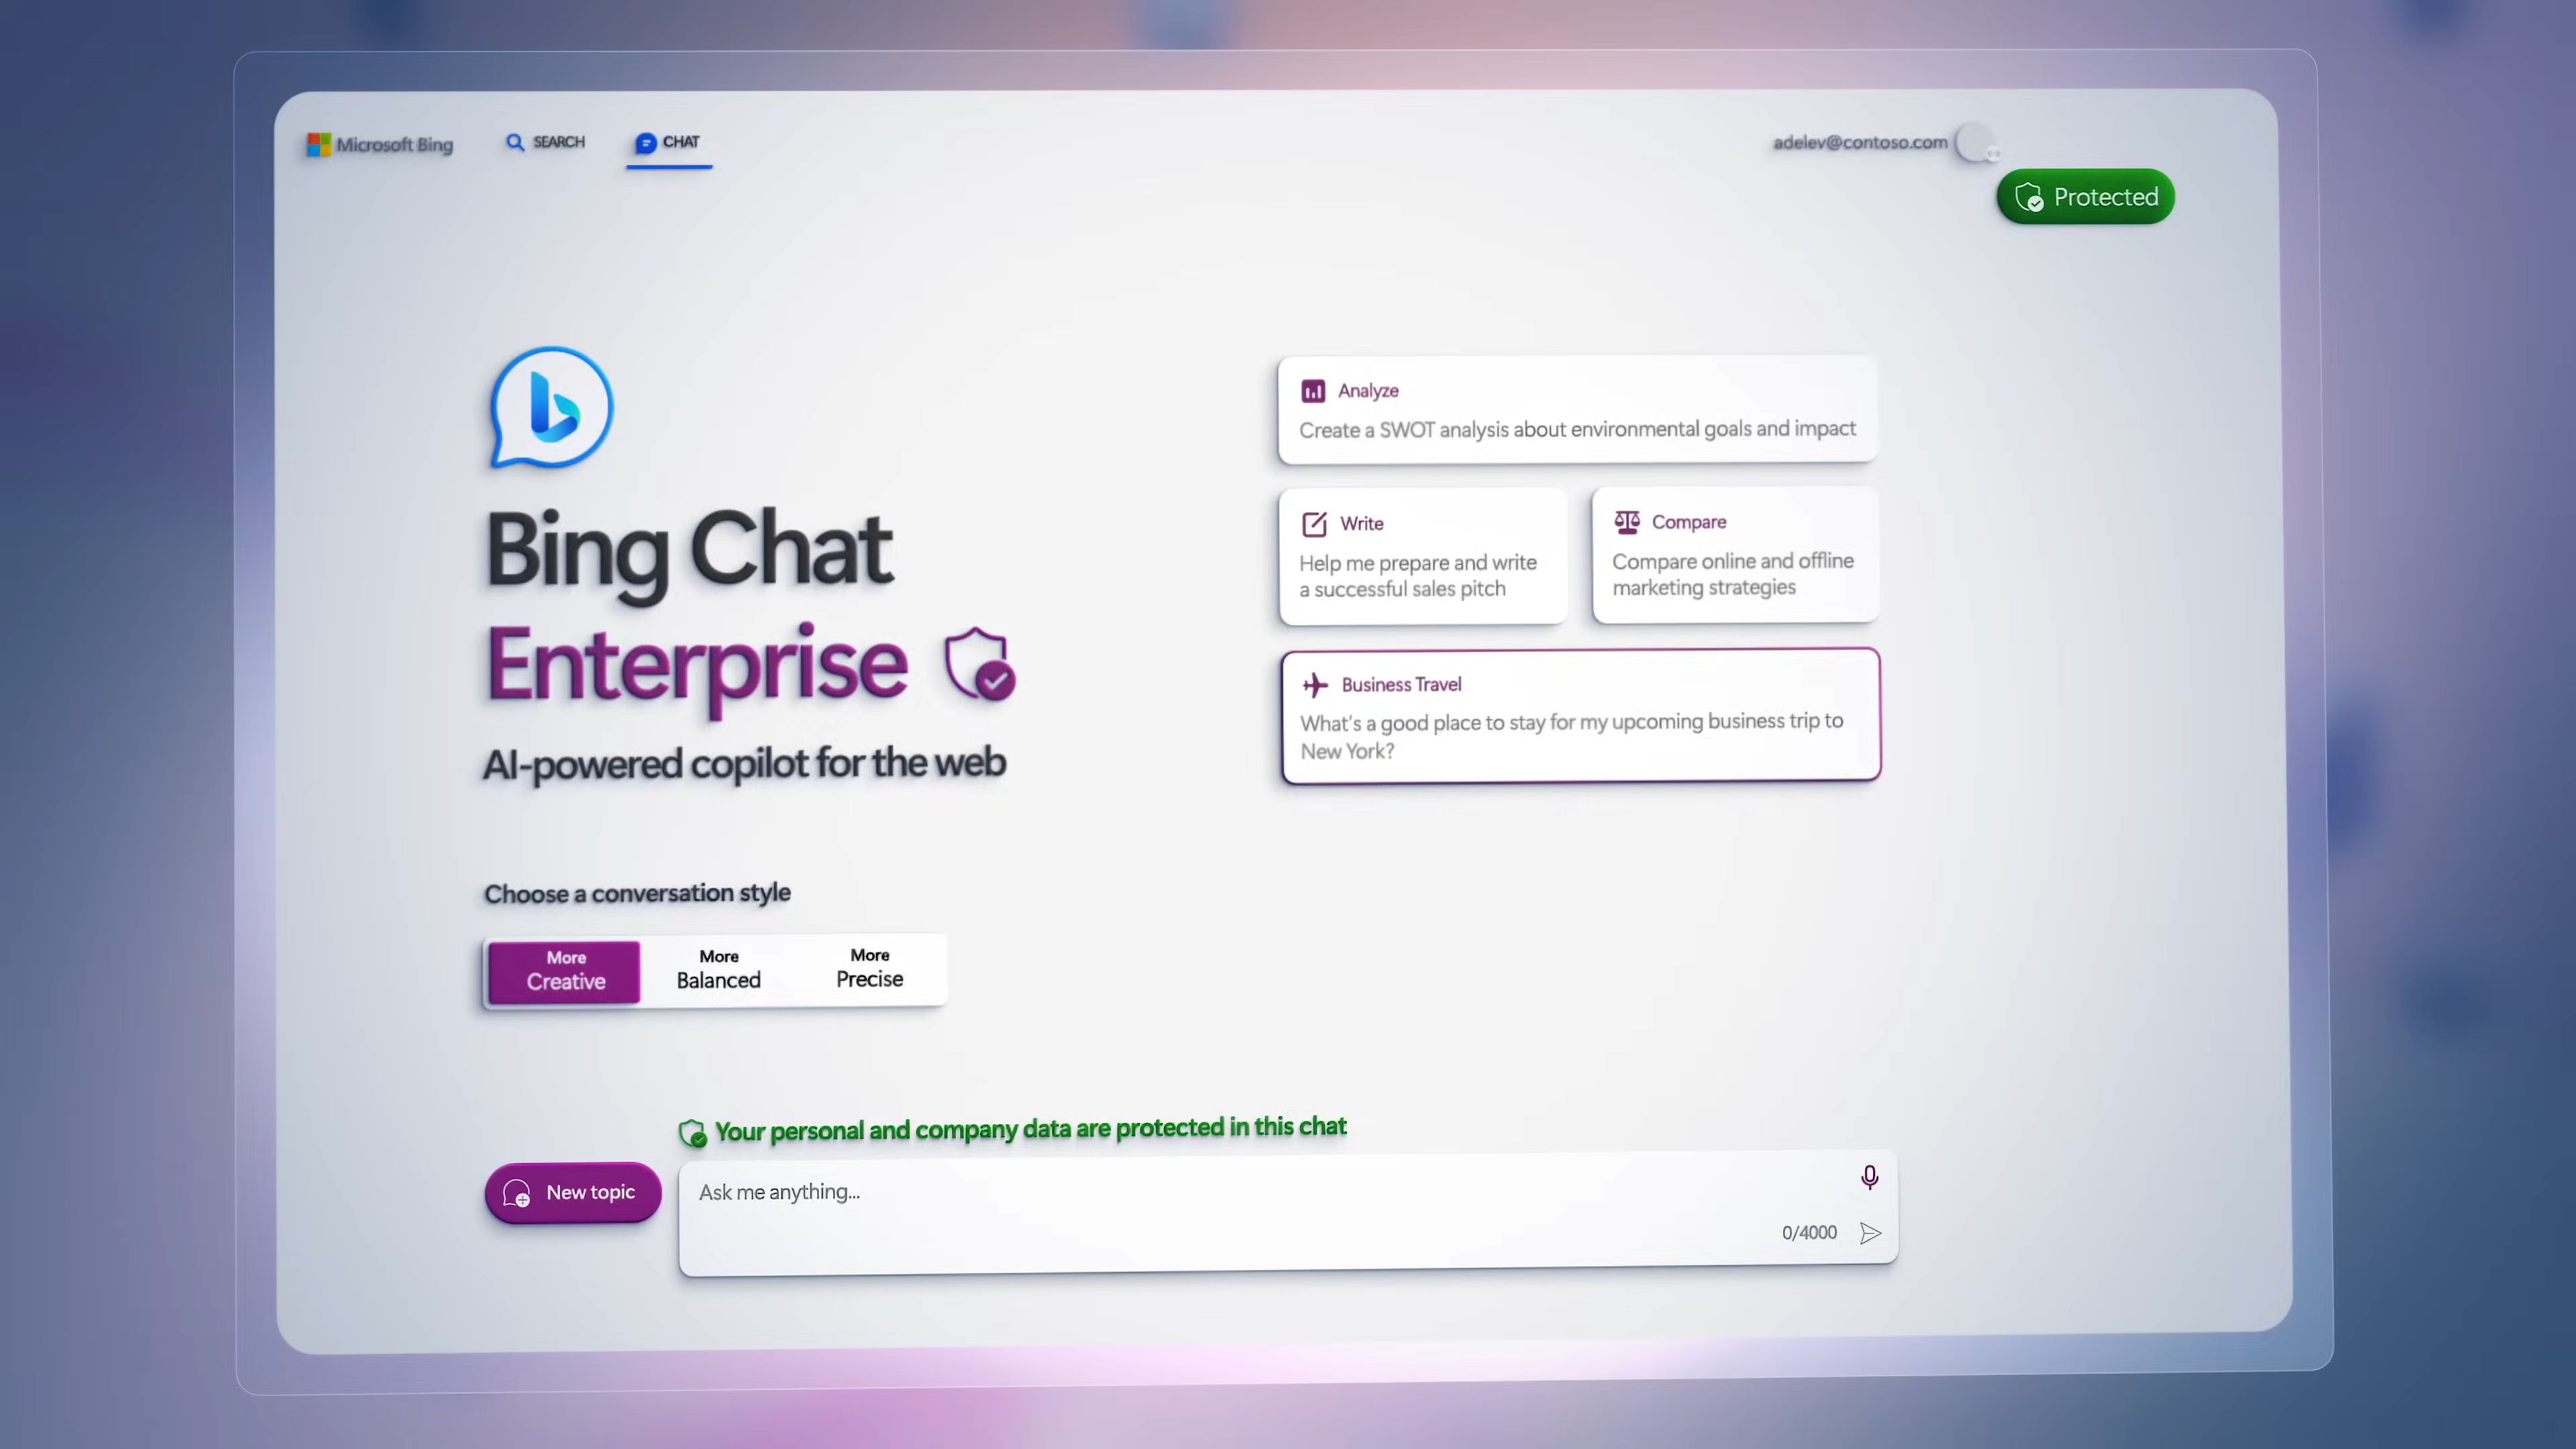 Microsoft Bing
SEARCH
CHAT
adelev@contoso.com
Protected
Bing Chat
Enterprise
AI-powered copilot for the web
Analyze
Create a SWOT analysis about environmental goals and impact
Write
Help me prepare and write
a successful sales pitch
Compare
Compare online and offline
marketing strategies
Business Travel
What's a good place to stay for my upcoming business trip to
New York?
Choose a conversation style
More
Creative
More
Balanced
More
Precise
Your personal and company data are protected in this chat
New topic
Ask me anything...
0/4000